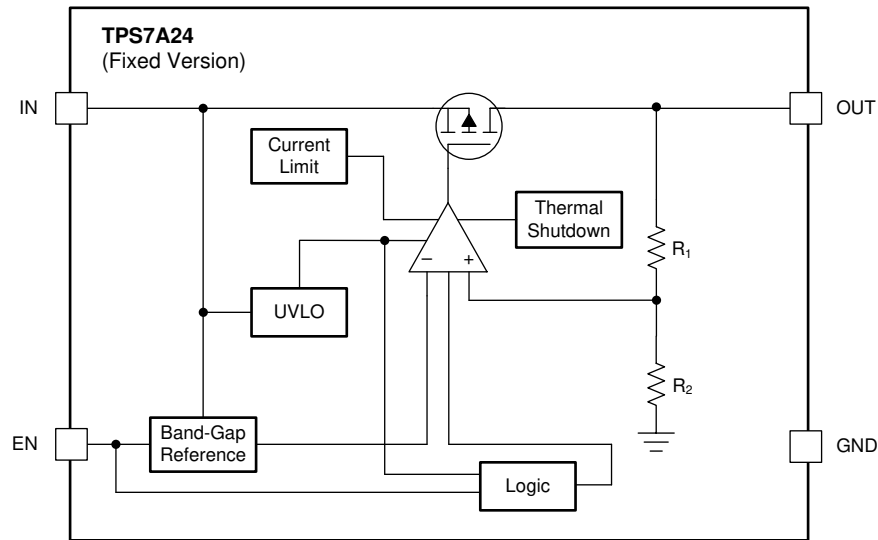 TPS7A24
(Fixed Version)
IN
OUT
Current
Limit
Thermal
Shutdown
R1
− +
UVLO
R2
EN
Band-Gap
Reference
GND
Logic